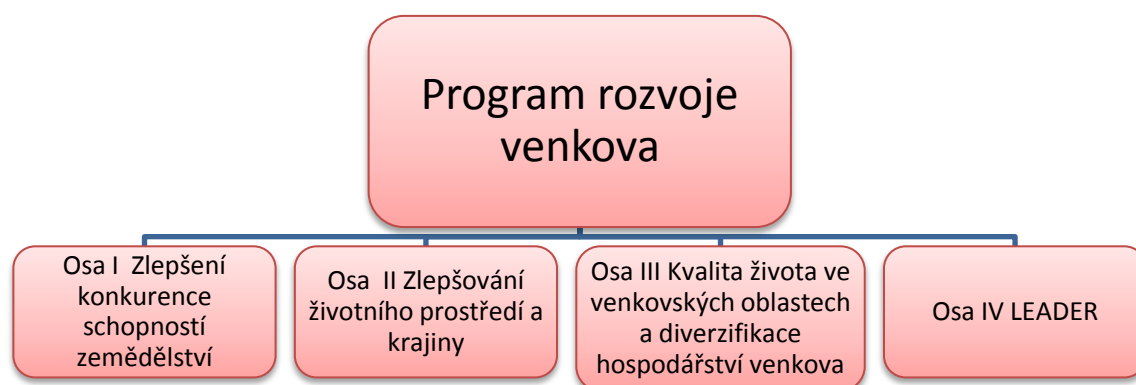 Program rozvoje
venkova
Osa I  Zlepšení
konkurence
schopností
zemědělství
Osa  II Zlepšování
životního prostředí a
krajiny
Osa III Kvalita života ve
venkovských oblastech
a diverzifikace
hospodářství venkova
Osa IV LEADER